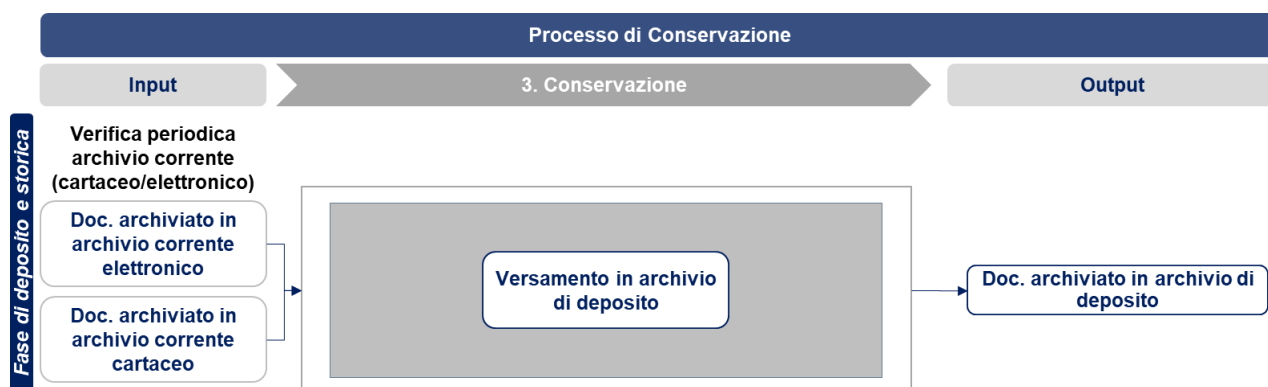 Processo di Conservazione
Input
3. Conservazione
Output
Fase di deposito e storica
Verifica periodica
archivio corrente
(cartaceo/elettronico)
Doc. archiviato in
archivio corrente
elettronico
Doc. archiviato in
archivio corrente
cartaceo
Versamento in archivio
di deposito
Doc. archiviato in archivio di
deposito